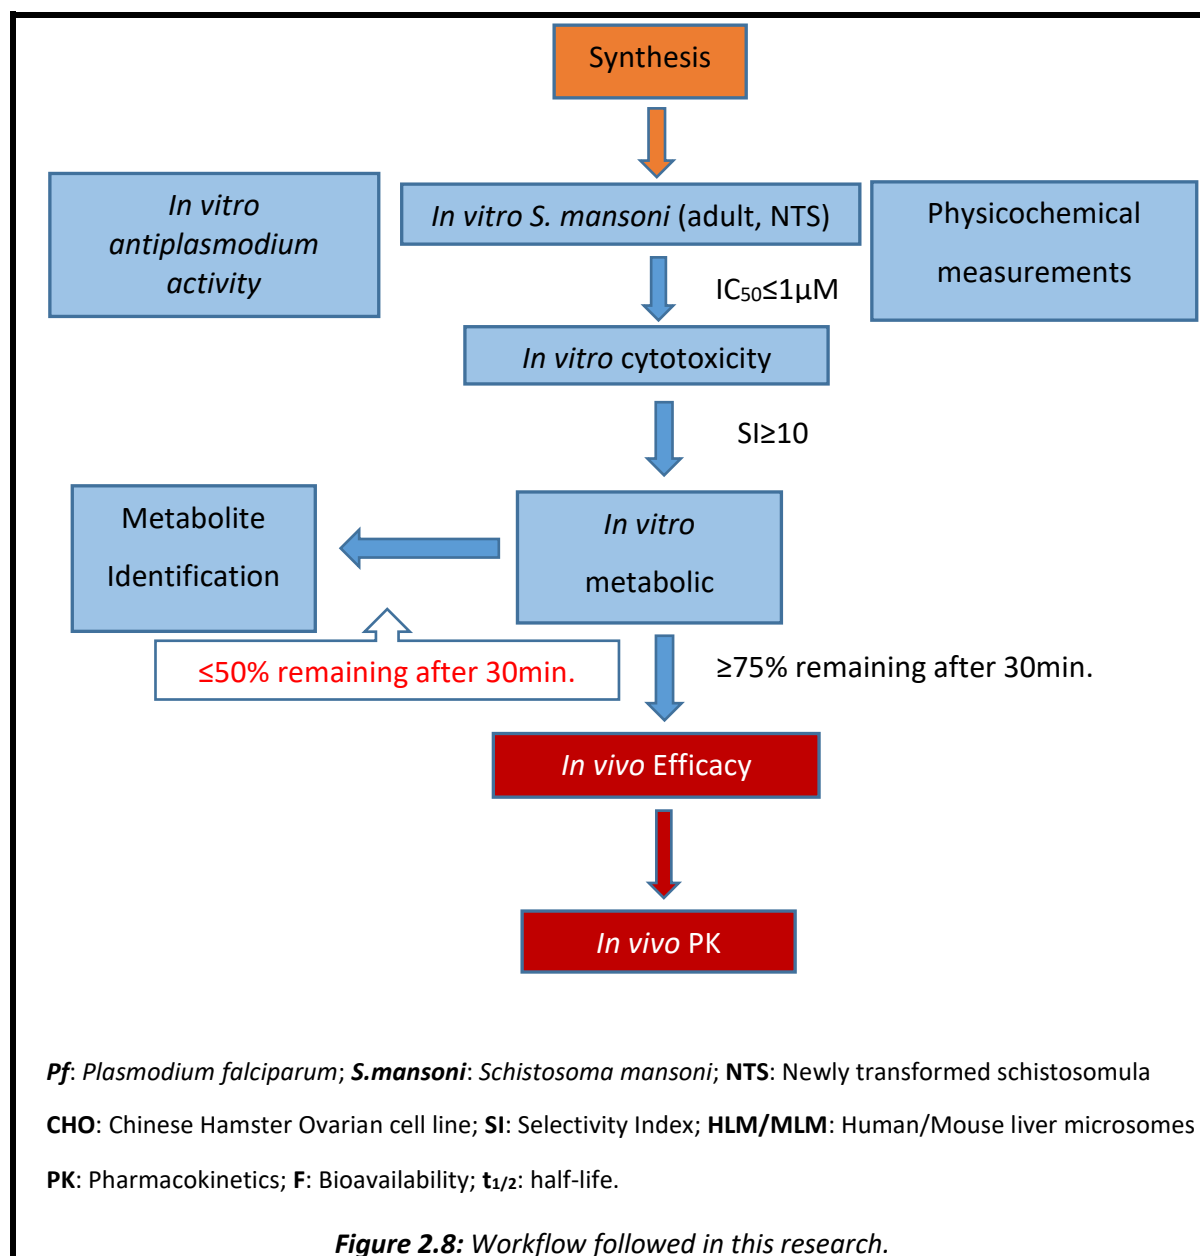 Synthesis
In vitro
antiplasmodium
activity
In vitro S. mansoni (adult, NTS)
Physicochemical
measurements
IC50≤1µM
In vitro cytotoxicity
SI≥10
Metabolite
Identification
In vitro
metabolic
≤50% remaining after 30min.
≥75% remaining after 30min.
In vivo Efficacy
In vivo PK
Pf: Plasmodium falciparum; S.mansoni: Schistosoma mansoni; NTS: Newly transformed schistosomula
CHO: Chinese Hamster Ovarian cell line; SI: Selectivity Index; HLM/MLM: Human/Mouse liver microsomes
PK: Pharmacokinetics; F: Bioavailability; t1/2: half-life.
Figure 2.8: Workflow followed in this research.